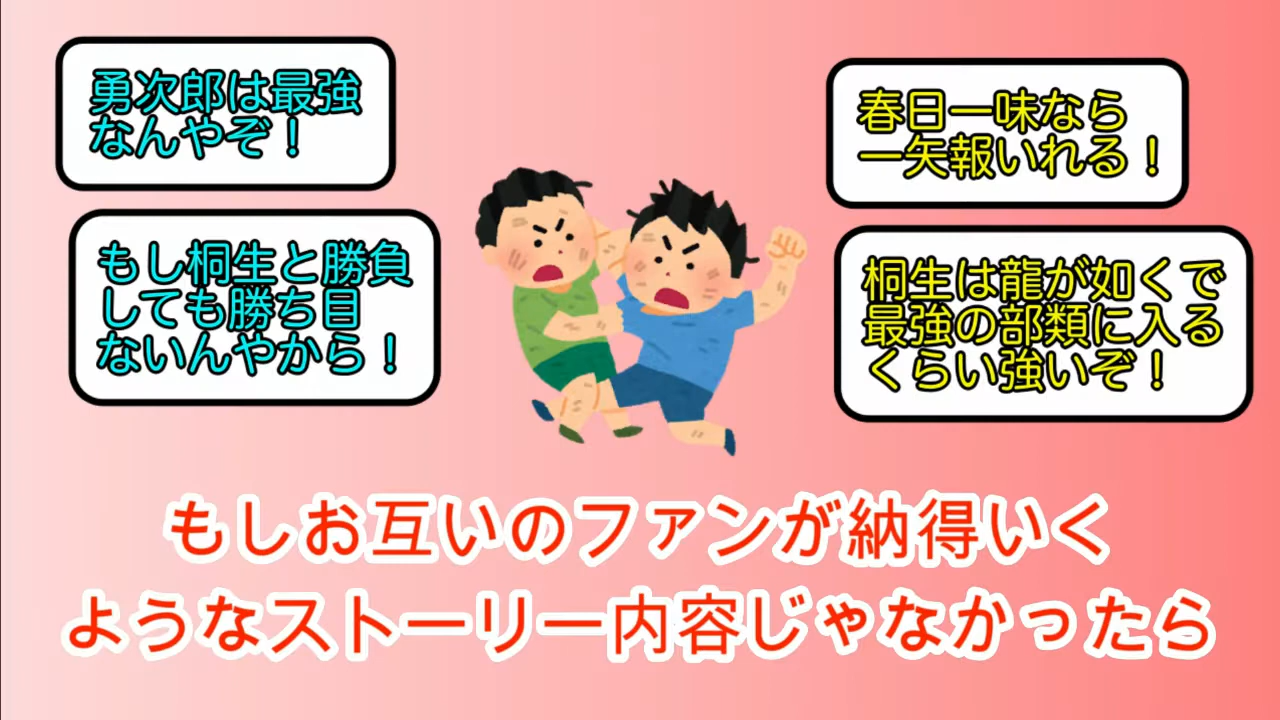 勇次郎は最強
なんやぞ！
もし桐生と勝負
しても勝ち目
ないんやから！
春日一味なら
一矢報いれる！
桐生は龍が如くで
最強の部類に入る
くらい強いぞ！
もしお互いのファンが納得いく
ようなストーリー内容じゃなかったら